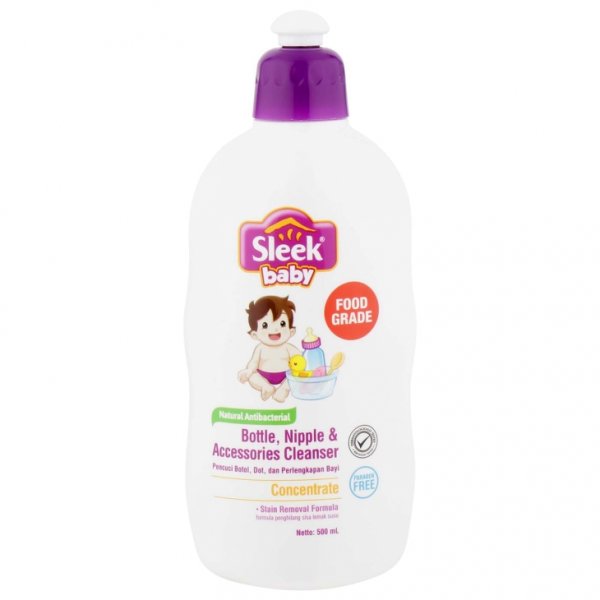 Sleek®
baby
FOOD
GRADE
Natural Antibacterial
Bottle, Nipple &
Accessories Cleanser
Pencuci Botol, Dot, dan Perlengkapan Bayi
Concentrate
PARABEN
FREE
• Stain Removal Formula
formula penghilang sisa lemak susu
Netto: 500 mL